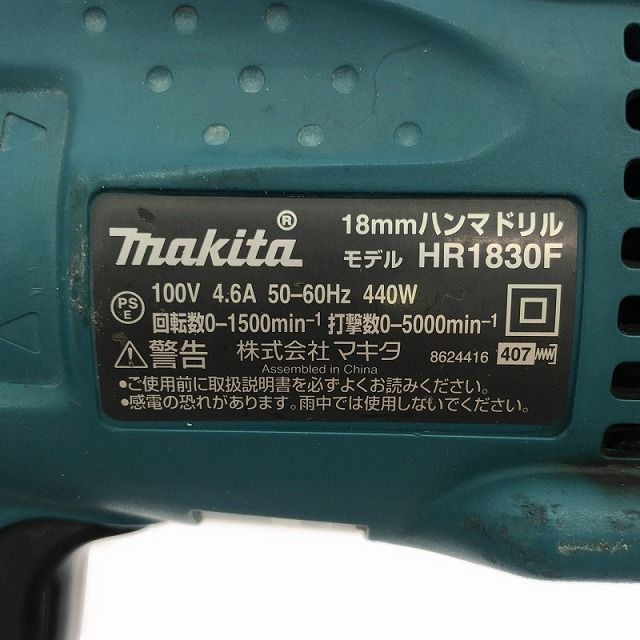 makita®
18mmハンマドリル
モデル HR1830F
PS E
100V 4.6A 50-60Hz 440W
回転数0-1500min-1 打撃数0-5000min-1
警告 株式会社 マキタ
8624416 407
Assembled in China
•ご使用前に取扱説明書を必ずよくお読みください。
•感電の恐れがあります。雨中では使用しないでください。